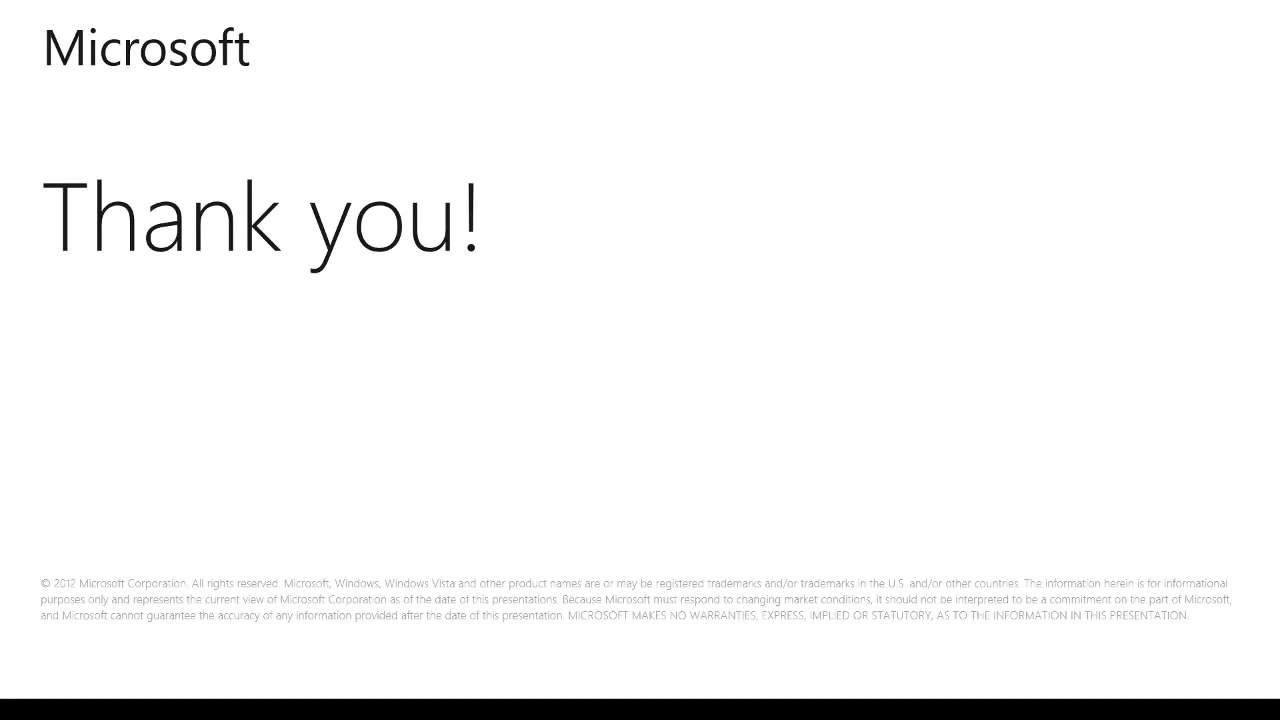 Microsoft
Thank you!
© 2012 Microsoft Corporation. All rights reserved. Microsoft, Windows, Windows Vista and other product names are or may be registered trademarks and/or trademarks in the U.S. and/or other countries. The information herein is for informational
purposes only and represents the current view of Microsoft Corporation as of the date of this presentations. Because Microsoft must respond to changing market conditions, it should not be interpreted to be a commitment on the part of Microsoft,
and Microsoft cannot guarantee the accuracy of any information provided after the date of this presentation. MICROSOFT MAKES NO WARRANTIES, EXPRESS, IMPLIED OR STATUTORY, AS TO THE INFORMATION IN THIS PRESENTATION.